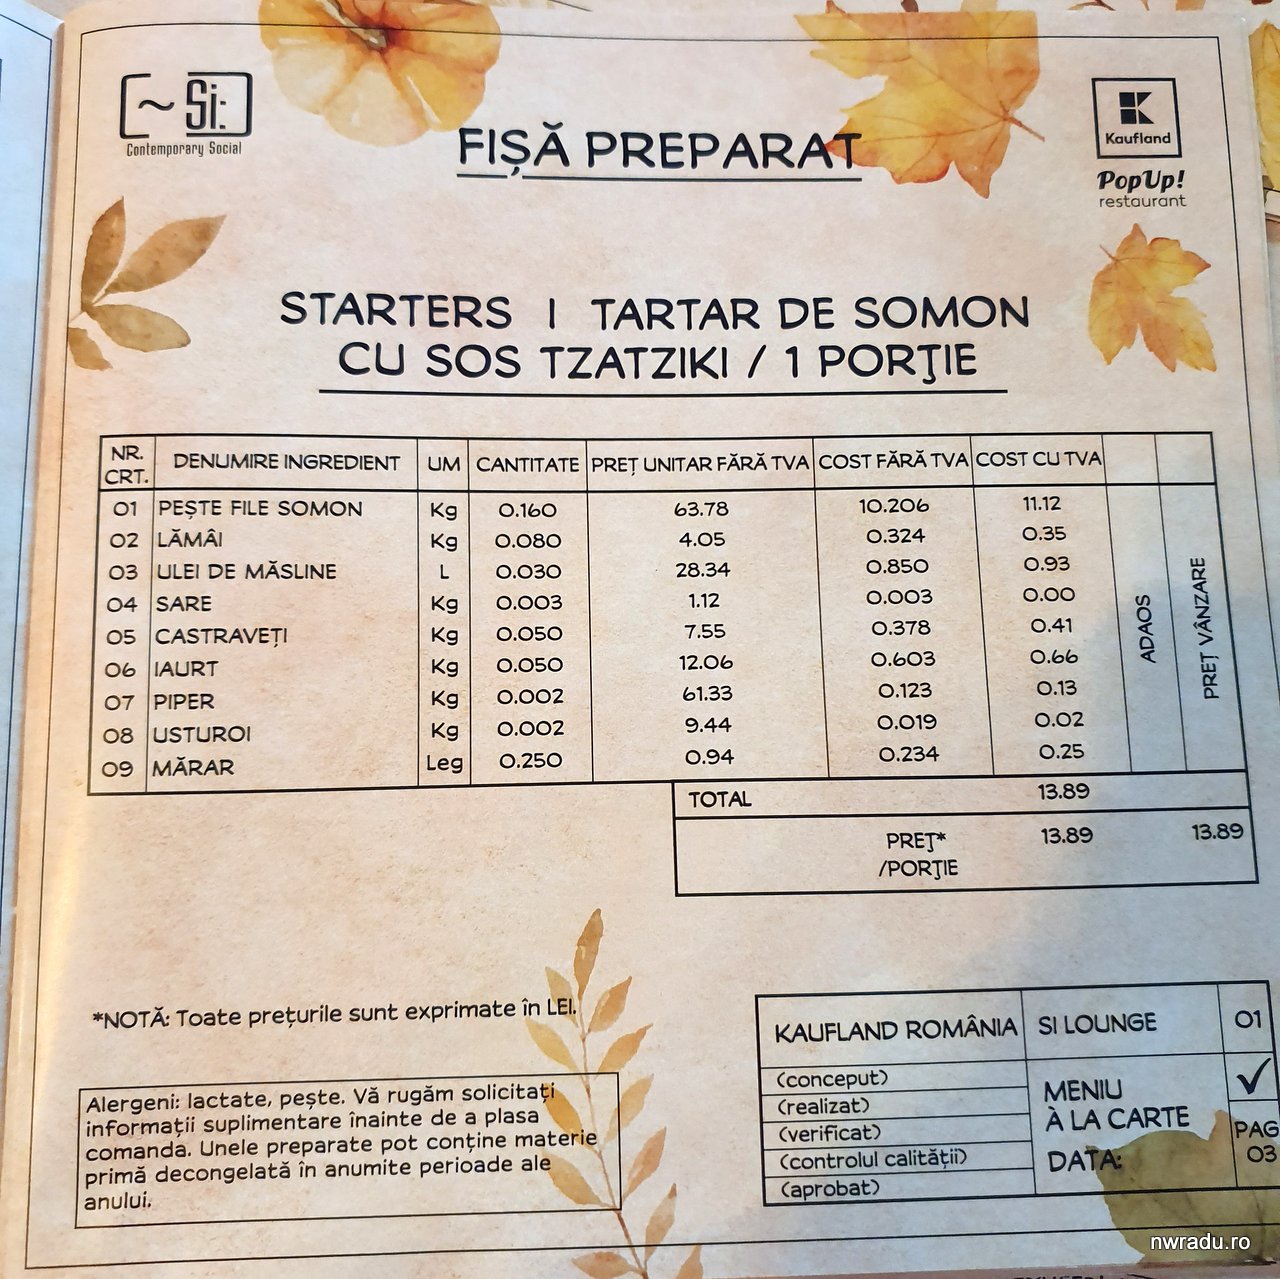 ~ Si:
Contemporary Social
FIȘĂ PREPARAT
K
Kaufland
PopUp!
restaurant
STARTERS | TARTAR DE SOMON
CU SOS TZATZIKI / 1 PORŢIE
NR. CRT. DENUMIRE INGREDIENT UM CANTITATE PREȚ UNITAR FĂRĂ TVA COST FĂRĂ TVA COST CU TVA
01 PEȘTE FILE SOMON Kg 0.160 63.78 10.206 11.12
02 LĂMÂI Kg 0.080 4.05 0.324 0.35
03 ULEI DE MĂSLINE L 0.030 28.34 0.850 0.93
04 SARE Kg 0.003 1.12 0.003 0.00
05 CASTRAVEȚI Kg 0.050 7.55 0.378 0.41
06 IAURT Kg 0.050 12.06 0.603 0.66
07 PIPER Kg 0.002 61.33 0.123 0.13
08 USTUROI Kg 0.002 9.44 0.019 0.02
09 MĂRAR Leg 0.250 0.94 0.234 0.25
ADAOS
PREȚ VÂNZARE
TOTAL 13.89
PREŢ* 13.89 13.89
/PORŢIE
*NOTĂ: Toate prețurile sunt exprimate în LEI.
Alergeni: lactate, pește. Vă rugăm solicitați
informații suplimentare înainte de a plasa
comanda. Unele preparate pot conține materie
primă decongelată în anumite perioade ale
anului.
KAUFLAND ROMÂNIA SI LOUNGE 01
(concept)
(realizat)
(verificat)
(controlul calității)
(aprobat)
MENIU
À LA CARTE
DATA:
✓
PAG
03
nwradu.ro